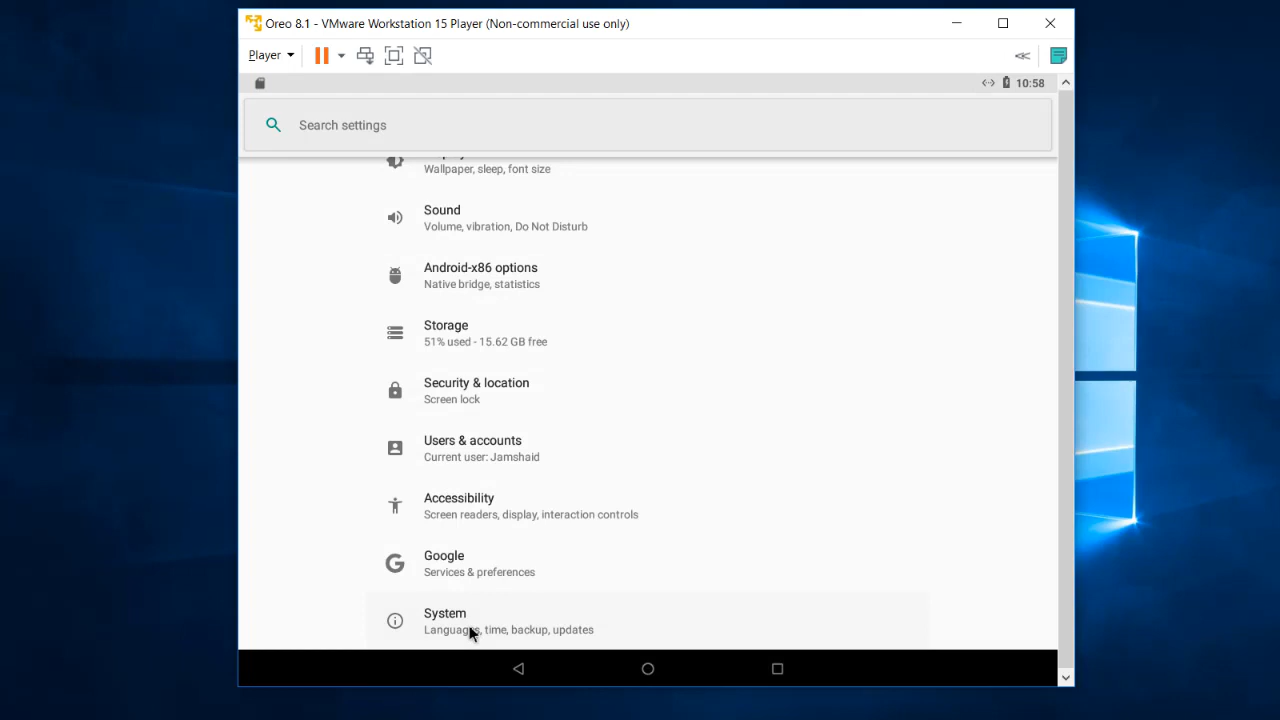 Oreo 8.1 - VMware Workstation 15 Player (Non-commercial use only)
Player
10:58
Search settings
Wallpaper, sleep, font size
Sound
Volume, vibration, Do Not Disturb
Android-x86 options
Native bridge, statistics
Storage
51% used - 15.62 GB free
Security & location
Screen lock
Users & accounts
Current user: Jamshaid
Accessibility
Screen readers, display, interaction controls
Google
Services & preferences
System
Languages, time, backup, updates